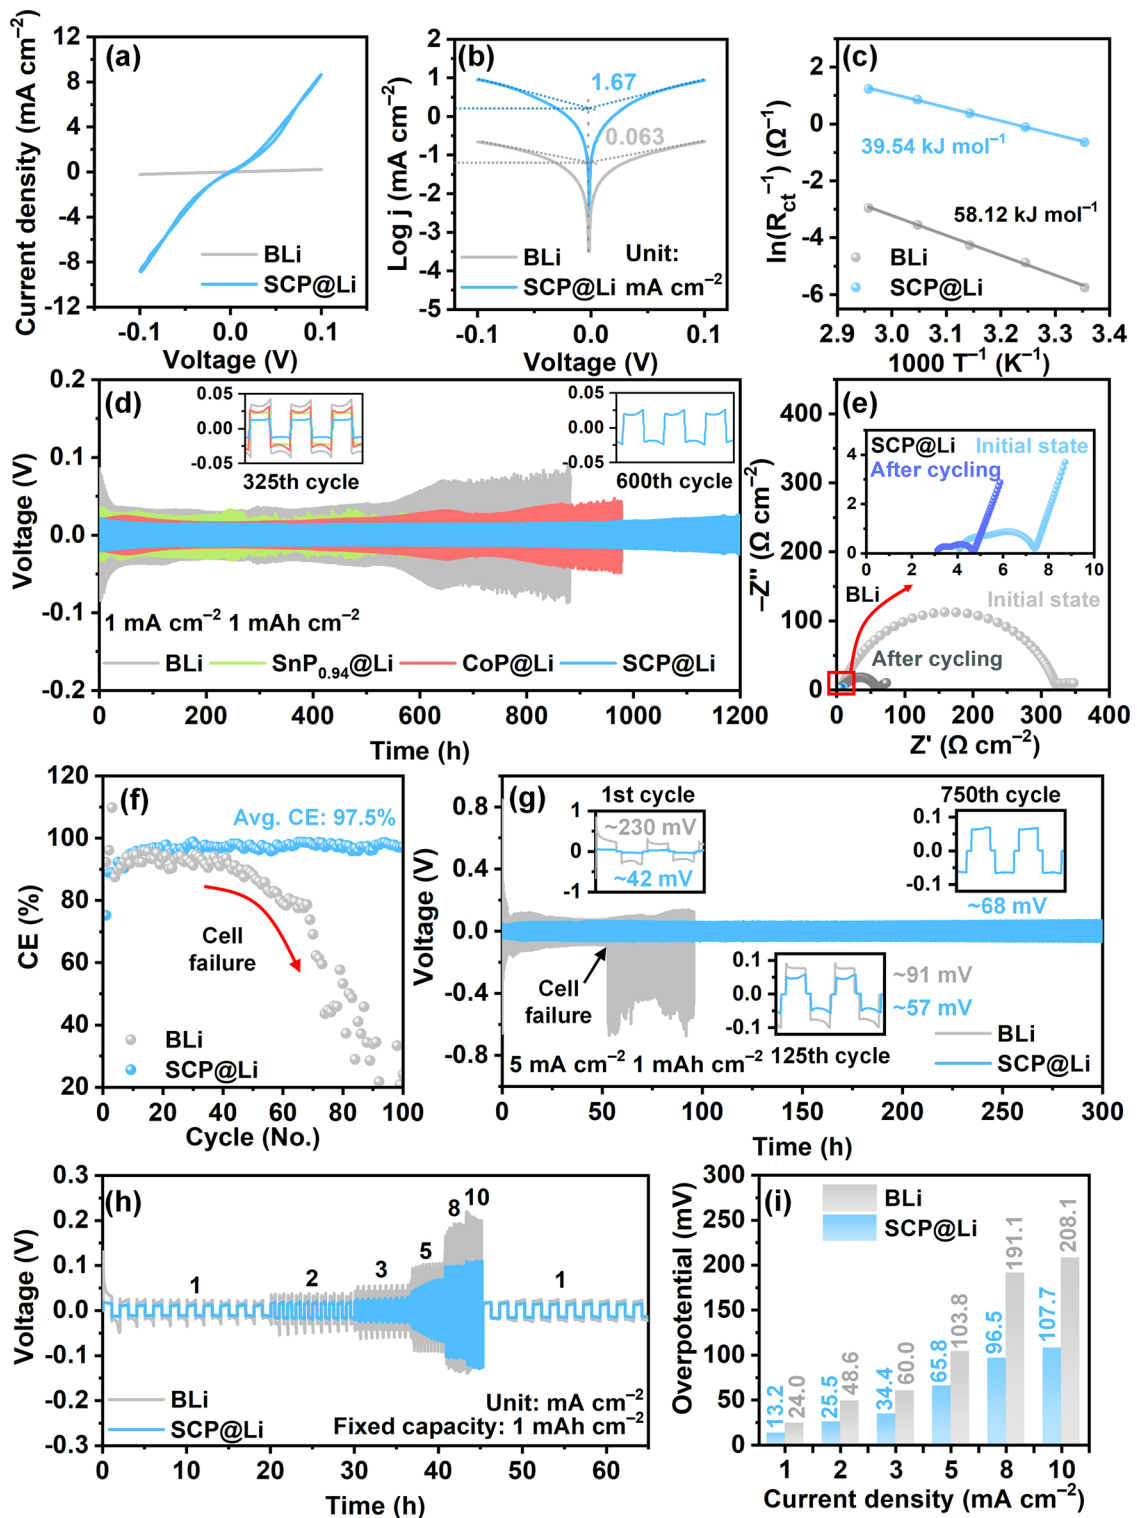 (a)
Current density (mA cm−2)
12
8
4
0
-4
-8
-12
-0.1
0.0
0.1
Voltage (V)
BLi
SCP@Li
(b)
Log j (mA cm−2)
2
1
0
-1
-2
-3
-4
-5
1.67
0.063
BLi
SCP@Li
Unit:
mA cm−2
-0.1
0.0
0.1
Voltage (V)
(c)
ln(Rct−1) (Ω−1)
2
0
-2
-4
-6
39.54 kJ mol−1
58.12 kJ mol−1
BLi
SCP@Li
2.9
3.0
3.1
3.2
3.3
3.4
1000 T−1 (K−1)
(d)
Voltage (V)
0.2
0.1
0.0
-0.1
-0.2
0.05
0.00
-0.05
325th cycle
0.05
0.00
-0.05
600th cycle
1 mA cm−2 1 mAh cm−2
BLi
SnP0.94@Li
CoP@Li
SCP@Li
0
200
400
600
800
1000
1200
Time (h)
(e)
−Z'' (Ω cm−2)
400
300
200
100
0
SCP@Li
Initial state
After cycling
4
2
0
0
2
4
6
8
10
BLi
Initial state
After cycling
0
100
200
300
400
Z' (Ω cm−2)
(f)
CE (%)
120
100
80
60
40
20
Avg. CE: 97.5%
Cell
failure
BLi
SCP@Li
0
20
40
60
80
100
Cycle (No.)
(g)
Voltage (V)
0.8
0.4
0.0
-0.4
-0.8
1st cycle
1
0
-1
~230 mV
~42 mV
750th cycle
0.1
0.0
-0.1
~68 mV
Cell
failure
0.1
0.0
-0.1
~91 mV
~57 mV
125th cycle
5 mA cm−2 1 mAh cm−2
BLi
SCP@Li
0
50
100
150
200
250
300
Time (h)
(h)
Voltage (V)
0.3
0.2
0.1
0.0
-0.1
-0.2
-0.3
1
2
3
5
8
10
1
BLi
SCP@Li
Unit: mA cm−2
Fixed capacity: 1 mAh cm−2
0
10
20
30
40
50
60
Time (h)
(i)
Overpotential (mV)
300
250
200
150
100
50
0
BLi
SCP@Li
13.2
24.0
25.5
48.6
34.4
60.0
65.8
103.8
96.5
191.1
107.7
208.1
1
2
3
5
8
10
Current density (mA cm−2)